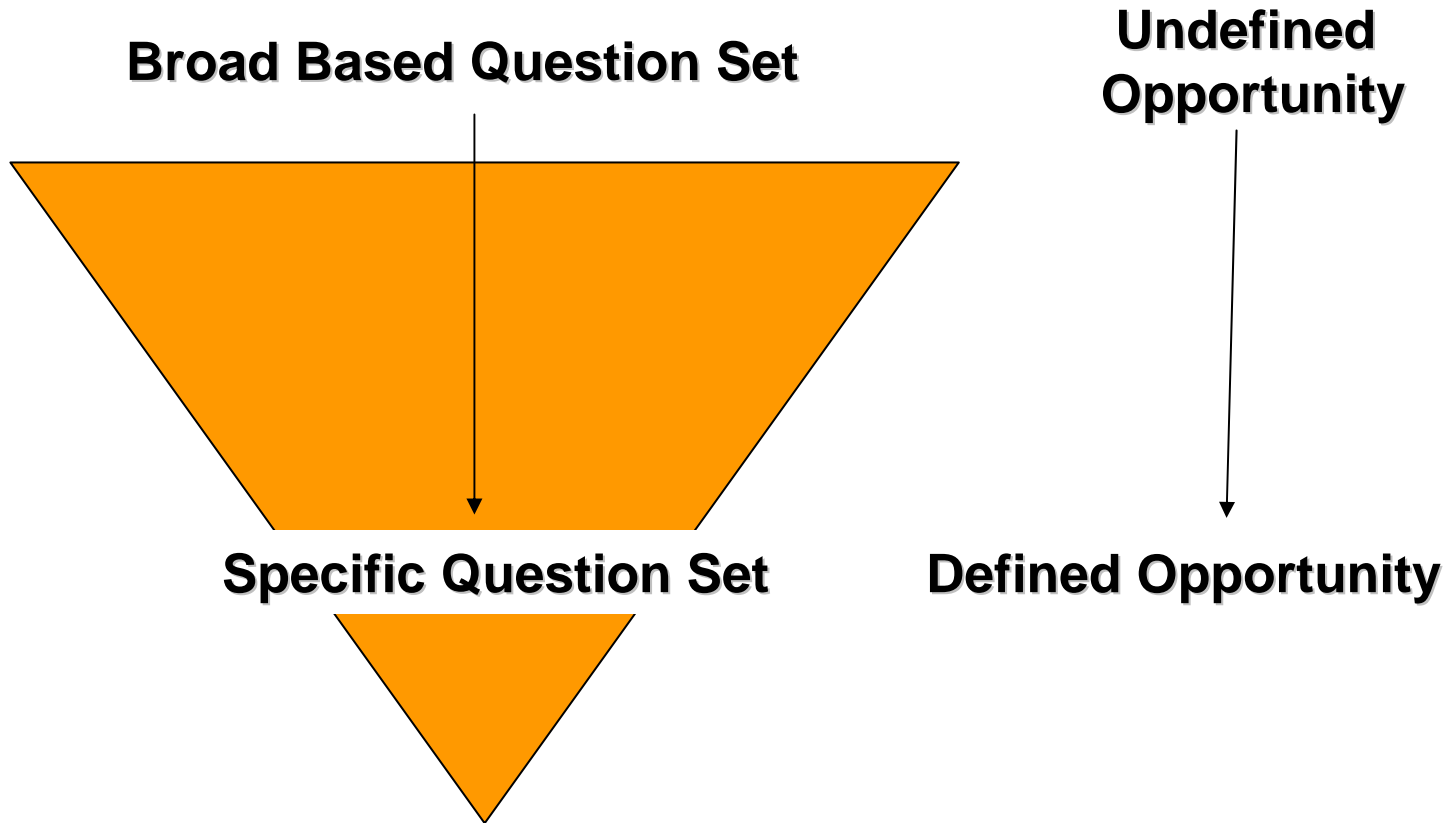 Broad Based Question Set
Undefined
Opportunity
Specific Question Set
Defined Opportunity